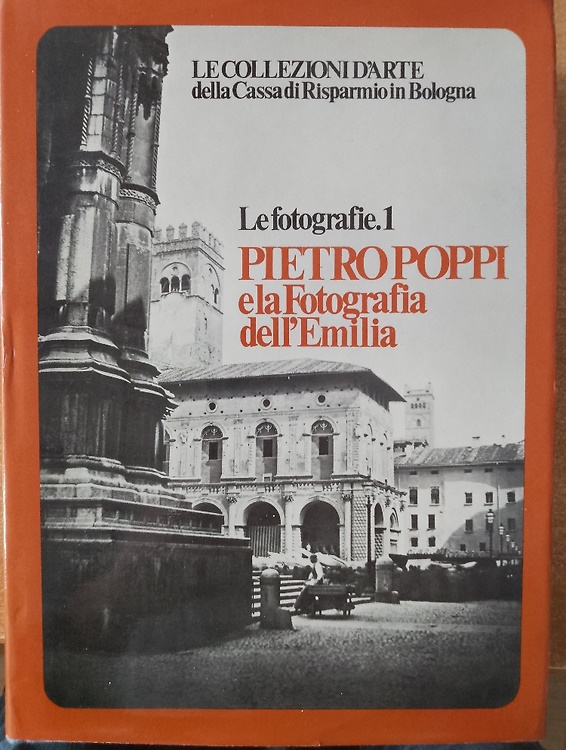 LE COLLEZIONI D'ARTE
della Cassa di Risparmio in Bologna
Le fotografie.1
PIETRO POPPI
e la Fotografia
dell'Emilia